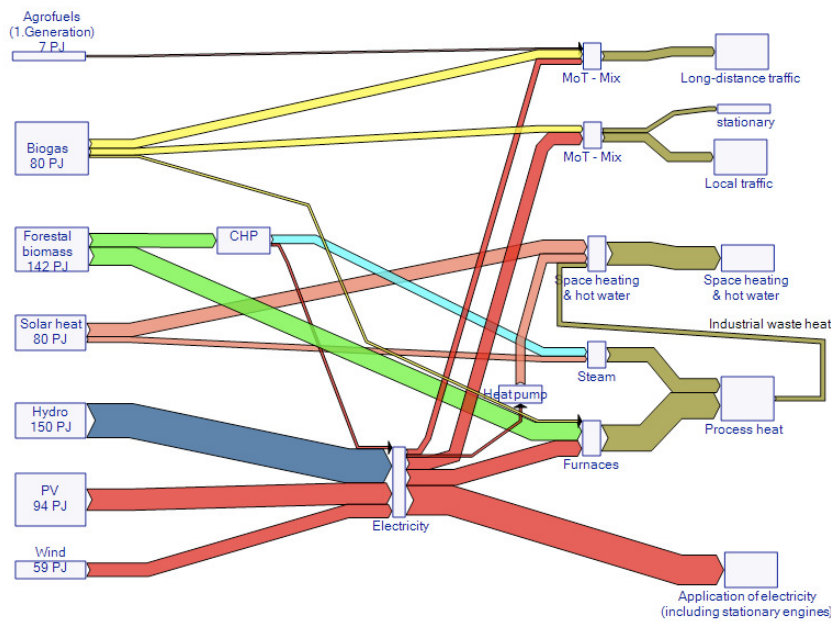 Agrofuels
(1.Generation)
7 PJ
MoT - Mix
Long-distance traffic
Biogas
80 PJ
MoT - Mix
stationary
Local traffic
Forestal
biomass
142 PJ
CHP
Space heating
& hot water
Space heating
& hot water
Solar heat
80 PJ
Industrial waste heat
Steam
Heat pump
Process heat
Hydro
150 PJ
Furnaces
PV
94 PJ
Electricity
Wind
59 PJ
Application of electricity
(including stationary engines)